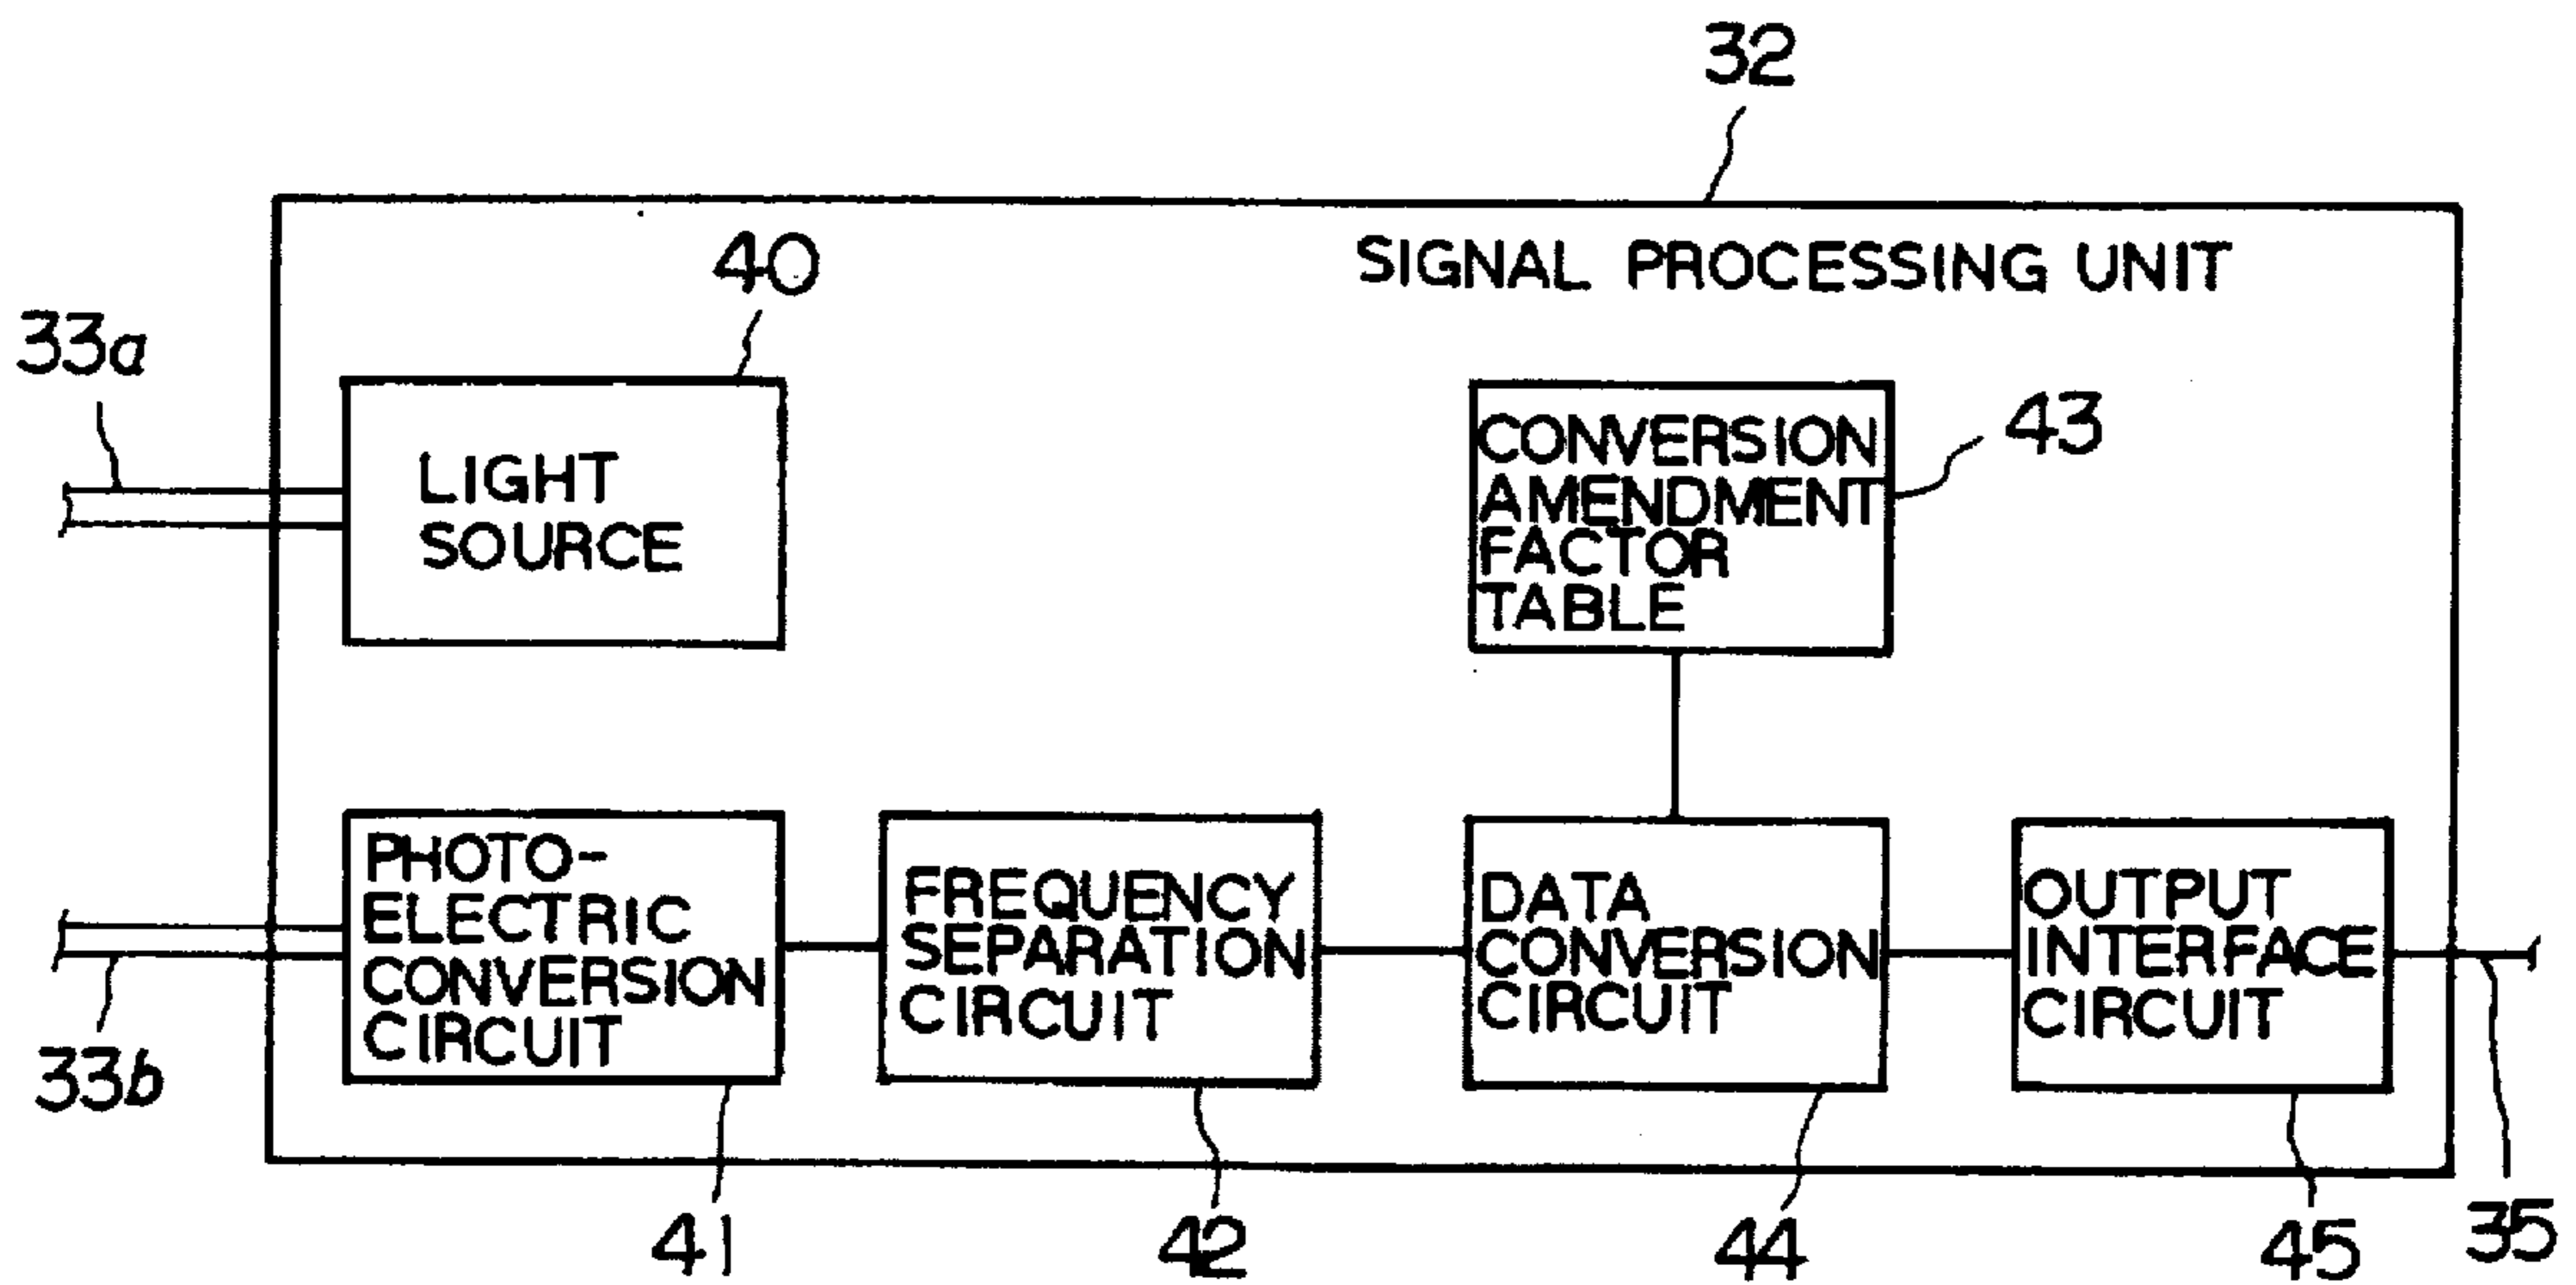 32
SIGNAL PROCESSING UNIT
40
33a
LIGHT
SOURCE
CONVERSION
AMENDMENT
FACTOR
TABLE
43
PHOTO-
ELECTRIC
CONVERSION
CIRCUIT
FREQUENCY
SEPARATION
CIRCUIT
DATA
CONVERSION
CIRCUIT
OUTPUT
INTERFACE
CIRCUIT
33b
41
42
44
45
35